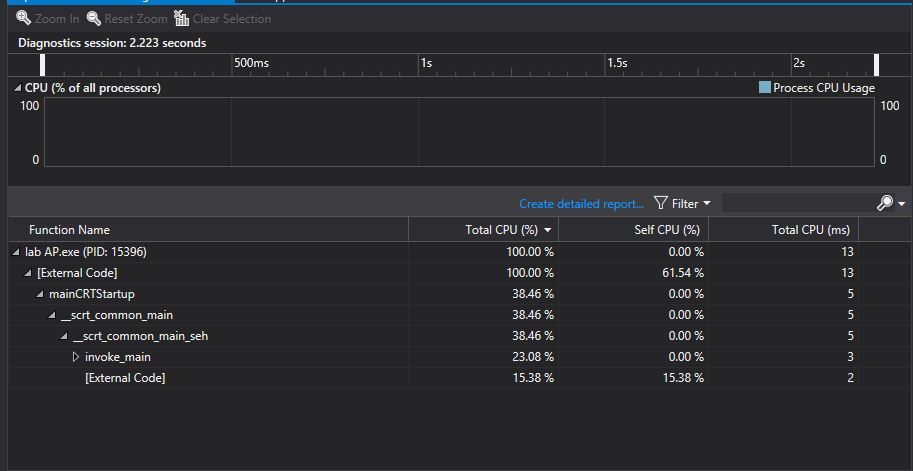 Zoom In Reset Zoom Clear Selection
Diagnostics session: 2.223 seconds
500ms 1s 1.5s 2s
CPU (% of all processors) Process CPU Usage
100 100
0 0
Create detailed report... Filter
Function Name Total CPU (%) Self CPU (%) Total CPU (ms)
lab AP.exe (PID: 15396) 100.00 % 0.00 % 13
[External Code] 100.00 % 61.54 % 13
mainCRTStartup 38.46 % 0.00 % 5
__scrt_common_main 38.46 % 0.00 % 5
__scrt_common_main_seh 38.46 % 0.00 % 5
invoke_main 23.08 % 0.00 % 3
[External Code] 15.38 % 15.38 % 2